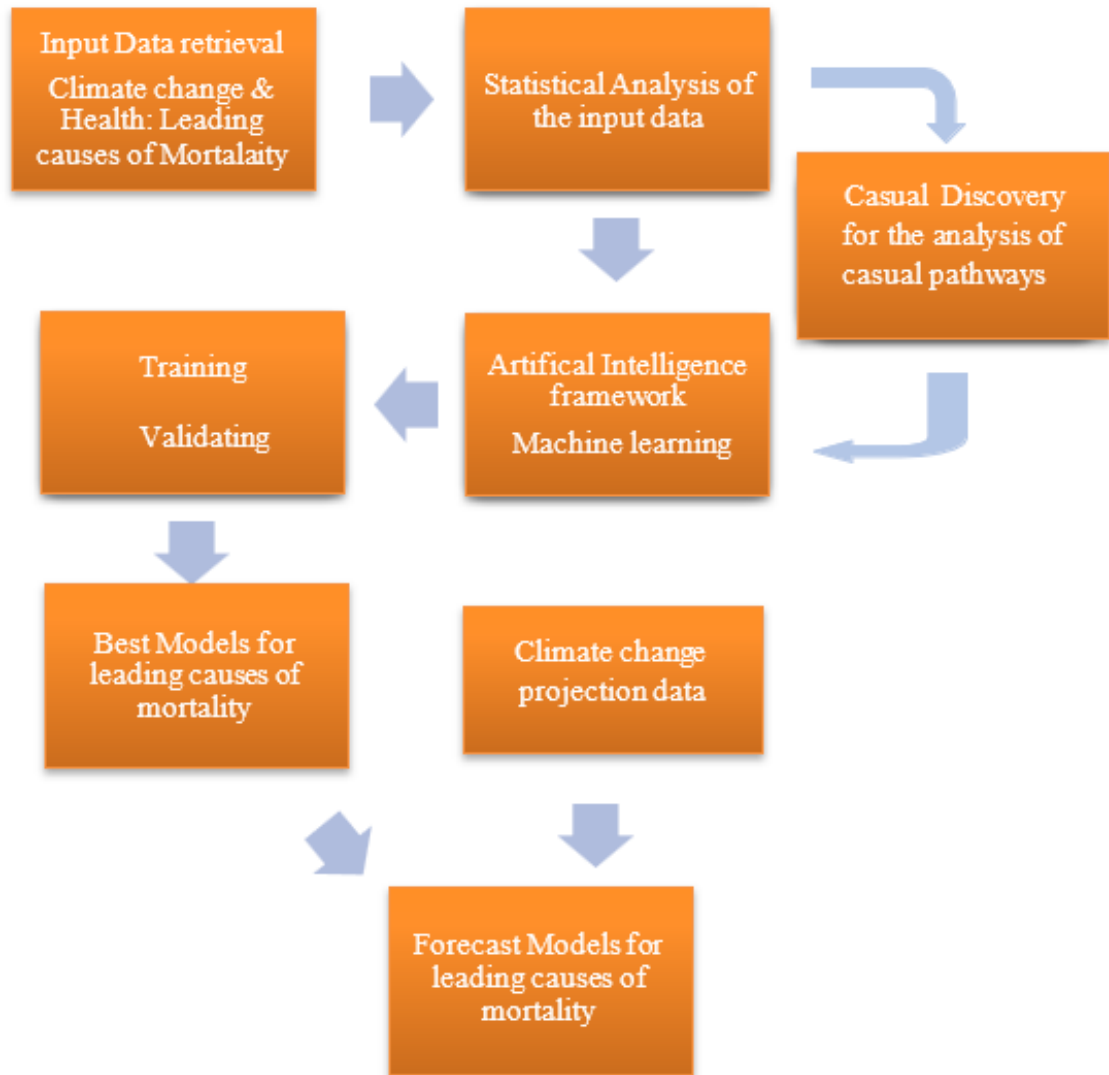 Input Data retrieval
Climate change &
Health: Leading
causes of Mortalaity
Statistical Analysis of
the input data
Casual Discovery
for the analysis of
casual pathways
Artifical Intelligence
framework
Machine learning
Training
Validating
Best Models for
leading causes of
mortality
Climate change
projection data
Forecast Models for
leading causes of
mortality